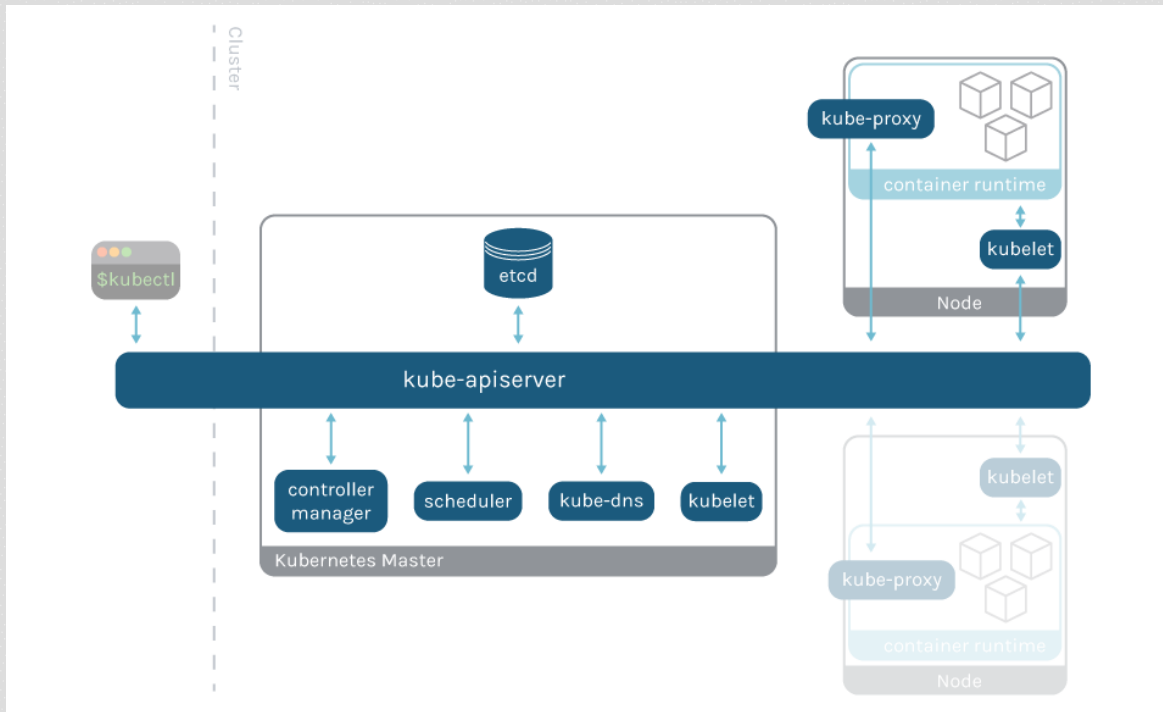 Cluster
kube-proxy
container runtime
kubelet
Node
etcd
$kubectl
kube-apiserver
controller
manager
scheduler
kube-dns
kubelet
Kubernetes Master
kubelet
kube-proxy
container runtime
Node